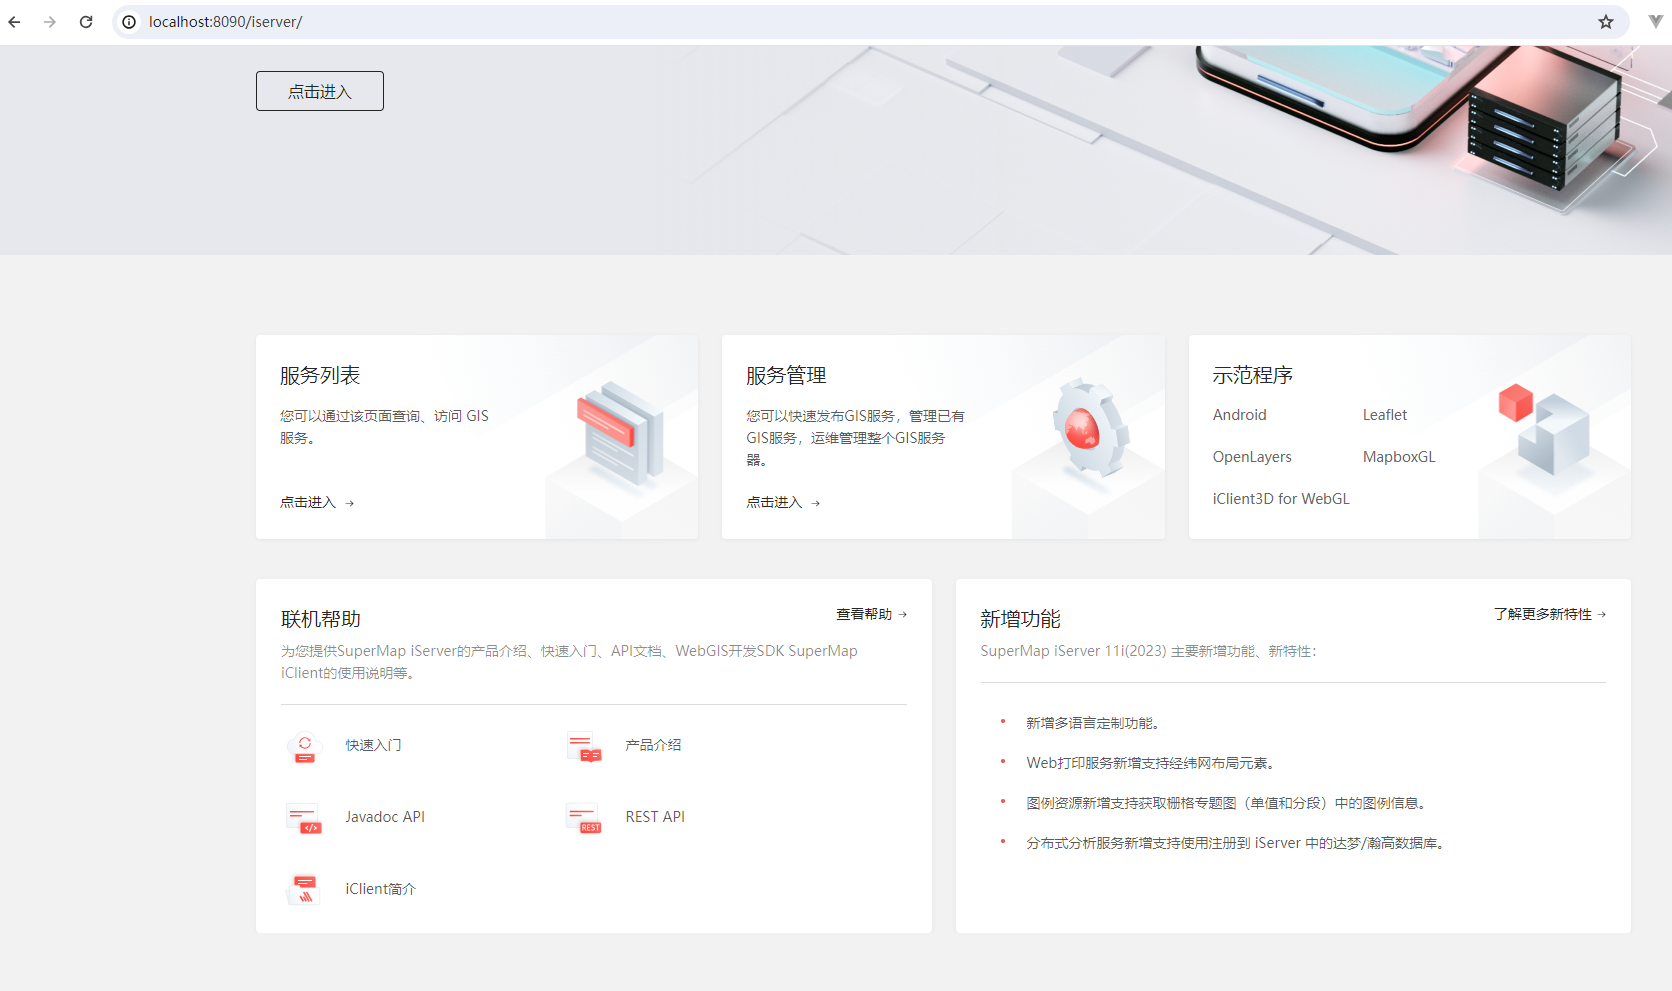 localhost:8090/iserver/
点击进入
服务列表
您可以通过该页面查询、访问 GIS
服务。
点击进入 →
服务管理
您可以快速发布GIS服务，管理已有
GIS服务，运维管理整个GIS服务
器。
点击进入 →
示范程序
Android
Leaflet
OpenLayers
MapboxGL
iClient3D for WebGL
联机帮助
查看帮助 →
为您提供SuperMap iServer的产品介绍、快速入门、API文档、WebGIS开发SDK SuperMap
iClient的使用说明等。
快速入门
产品介绍
Javadoc API
REST
REST API
iClient简介
新增功能
了解更多新特性 →
SuperMap iServer 11i(2023) 主要新增功能、新特性：
• 新增多语言定制功能。
• Web打印服务新增支持经纬网布局元素。
• 图例资源新增支持获取栅格专题图（单值和分段）中的图例信息。
• 分布式分析服务新增支持使用注册到 iServer 中的达梦/瀚高数据库。